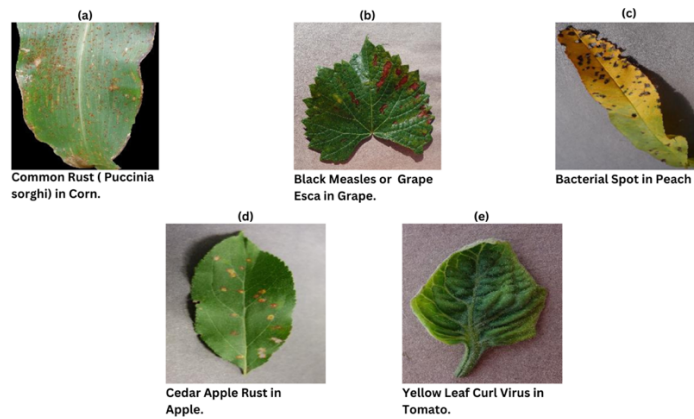 (a)
(b)
(c)
Common Rust ( Puccinia
sorghi) in Corn.
Black Measles or  Grape
Esca in Grape.
Bacterial Spot in Peach
(d)
(e)
Cedar Apple Rust in
Apple.
Yellow Leaf Curl Virus in
Tomato.